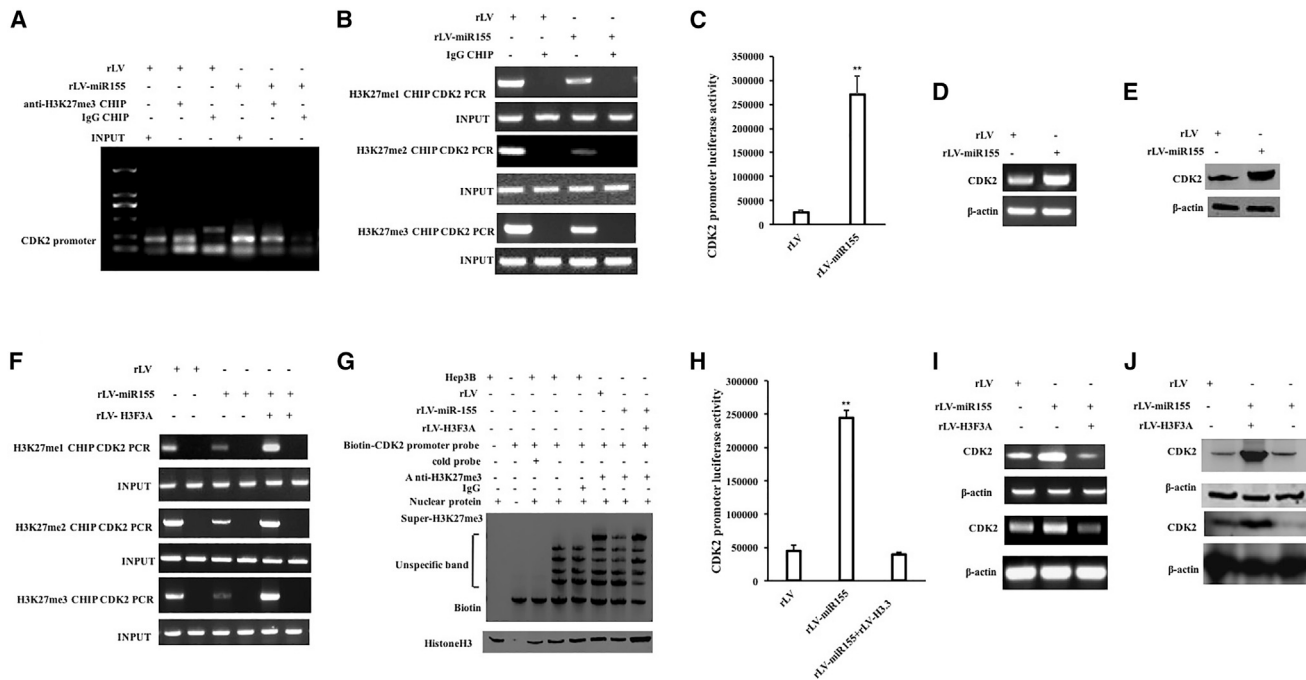 A
rLV + + + - - -
rLV-miR155 - - - + + +
anti-H3K27me3 CHIP - + - - + -
IgG CHIP - - + - - +
INPUT + - - + - -
CDK2 promoter
B
rLV + + - -
rLV-miR155 - - + +
IgG CHIP - + - +
H3K27me1 CHIP CDK2 PCR
INPUT
H3K27me2 CHIP CDK2 PCR
INPUT
H3K27me3 CHIP CDK2 PCR
INPUT
C
CDK2 promoter luciferase activity
350000
300000
250000
200000
150000
100000
50000
0
**
rLV
rLV-miR155
D
rLV + -
rLV-miR155 - +
CDK2
β-actin
E
rLV + -
rLV-miR155 - +
CDK2
β-actin
F
rLV + + - - - -
rLV-miR155 - - + + + +
rLV- H3F3A - - - - + +
H3K27me1 CHIP CDK2 PCR
INPUT
H3K27me2 CHIP CDK2 PCR
INPUT
H3K27me3 CHIP CDK2 PCR
INPUT
G
Hep3B + - + + + - - -
rLV - - - - - + - -
rLV-miR-155 - - - - - - + +
rLV-H3F3A - - - - - - - +
Biotin-CDK2 promoter probe - + + + + + + +
cold probe - - + - - - - -
Anti-H3K27me3 - - - - - + + +
IgG - - - - + - - -
Nuclear protein + - + + + + + +
Super-H3K27me3
Unspecific band
Biotin
HistoneH3
H
CDK2 promoter luciferase activity
300000
250000
200000
150000
100000
50000
0
**
rLV
rLV-miR155
rLV-miR155+rLV-H3.3
I
rLV + - -
rLV-miR155 - + +
rLV-H3F3A - - +
CDK2
β-actin
CDK2
β-actin
J
rLV + - -
rLV-miR155 - + +
rLV-H3F3A - + -
CDK2
β-actin
CDK2
β-actin